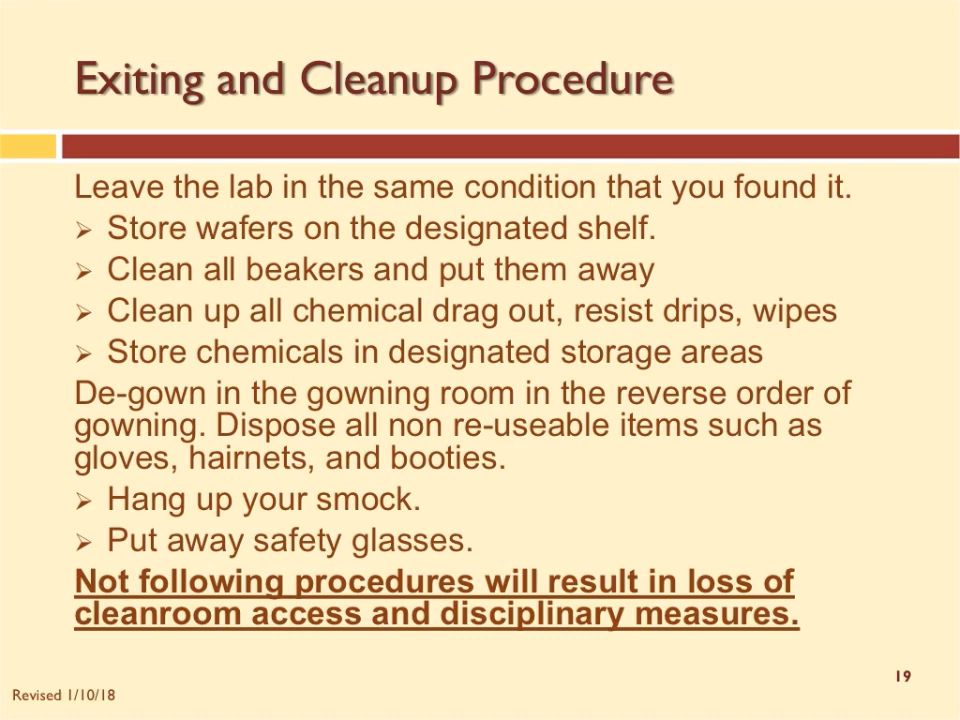 Exiting and Cleanup Procedure
Leave the lab in the same condition that you found it.
➢ Store wafers on the designated shelf.
➢ Clean all beakers and put them away
➢ Clean up all chemical drag out, resist drips, wipes
➢ Store chemicals in designated storage areas
De-gown in the gowning room in the reverse order of
gowning. Dispose all non re-useable items such as
gloves, hairnets, and booties.
➢ Hang up your smock.
➢ Put away safety glasses.
Not following procedures will result in loss of
cleanroom access and disciplinary measures.
19
Revised 1/10/18